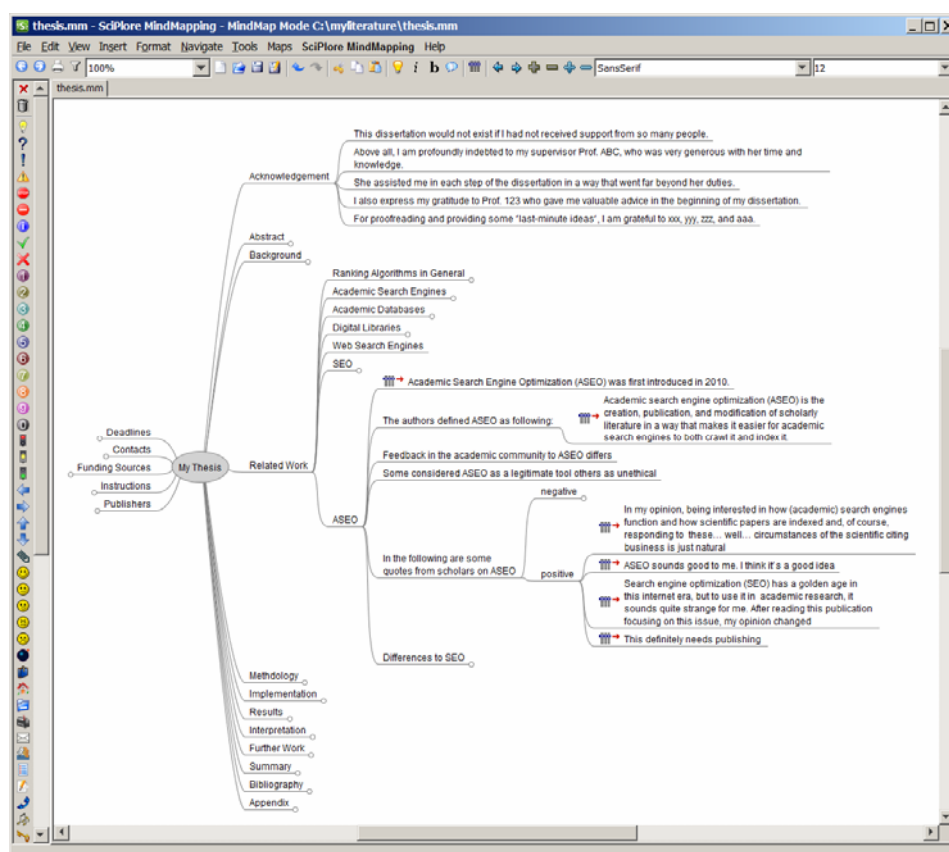 thesis.mm - SciPlore MindMapping - MindMap Mode C:\myliterature\thesis.mm
File Edit View Insert Format Navigate Tools Maps SciPlore MindMapping Help
100%
SansSerif
12
thesis.mm
This dissertation would not exist if I had not received support from so many people.
Above all, I am profoundly indebted to my supervisor Prof. ABC, who was very generous with her time and
knowledge.
Acknowledgement
She assisted me in each step of the dissertation in a way that went far beyond her duties.
I also express my gratitude to Prof. 123 who gave me valuable advice in the beginning of my dissertation.
For proofreading and providing some "last-minute ideas", I am grateful to xxx, yyy, zzz, and aaa.
Abstract
Background
Ranking Algorithms in General
Academic Search Engines
Academic Databases
Digital Libraries
Web Search Engines
SEO
Academic Search Engine Optimization (ASEO) was first introduced in 2010.
The authors defined ASEO as following:
Academic search engine optimization (ASEO) is the
creation, publication, and modification of scholarly
literature in a way that makes it easier for academic
search engines to both crawl it and index it.
Deadlines
Contacts
Funding Sources
Instructions
Publishers
My Thesis
Related Work
Feedback in the academic community to ASEO differs
Some considered ASEO as a legitimate tool others as unethical
ASEO
In the following are some
quotes from scholars on ASEO
negative
positive
In my opinion, being interested in how (academic) search engines
function and how scientific papers are indexed and, of course,
responding to these... well... circumstances of the scientific citing
business is just natural
ASEO sounds good to me. I think it's a good idea
Search engine optimization (SEO) has a golden age in
this internet era, but to use it in academic research, it
sounds quite strange for me. After reading this publication
focusing on this issue, my opinion changed
This definitely needs publishing
Differences to SEO
Methdology
Implementation
Results
Interpretation
Further Work
Summary
Bibliography
Appendix